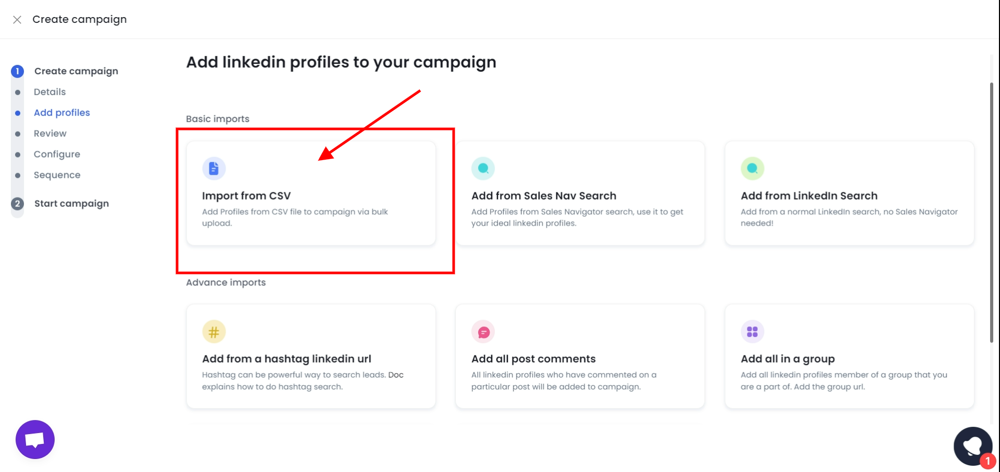 Create campaign
1 Create campaign
Details
Add profiles
Review
Configure
Sequence
2 Start campaign
Add linkedin profiles to your campaign
Basic imports
Import from CSV
Add Profiles from CSV file to campaign via bulk
upload.
Add from Sales Nav Search
Add Profiles from Sales Navigator search, use it to get
your ideal linkedin profiles.
Add from LinkedIn Search
Add from a normal LinkedIn search, no Sales Navigator
needed!
Advance imports
Add from a hashtag linkedin url
Hashtag can be powerful way to search leads. Doc
explains how to do hashtag search.
Add all post comments
All linkedin profiles who have commented on a
particular post will be added to campaign.
Add all in a group
Add all linkedin profiles member of a group that you
are a part of. Add the group url.
1